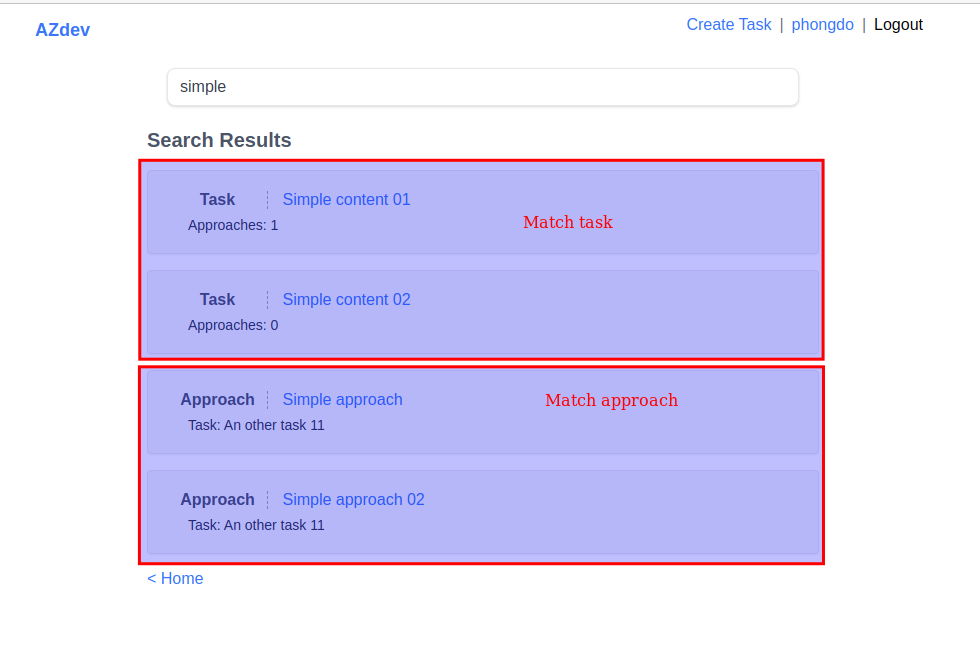 AZdev
Create Task | phongdo | Logout
simple
Search Results
Task Simple content 01
Approaches: 1
Match task
Task Simple content 02
Approaches: 0
Approach Simple approach
Match approach
Task: An other task 11
Approach Simple approach 02
Task: An other task 11
< Home